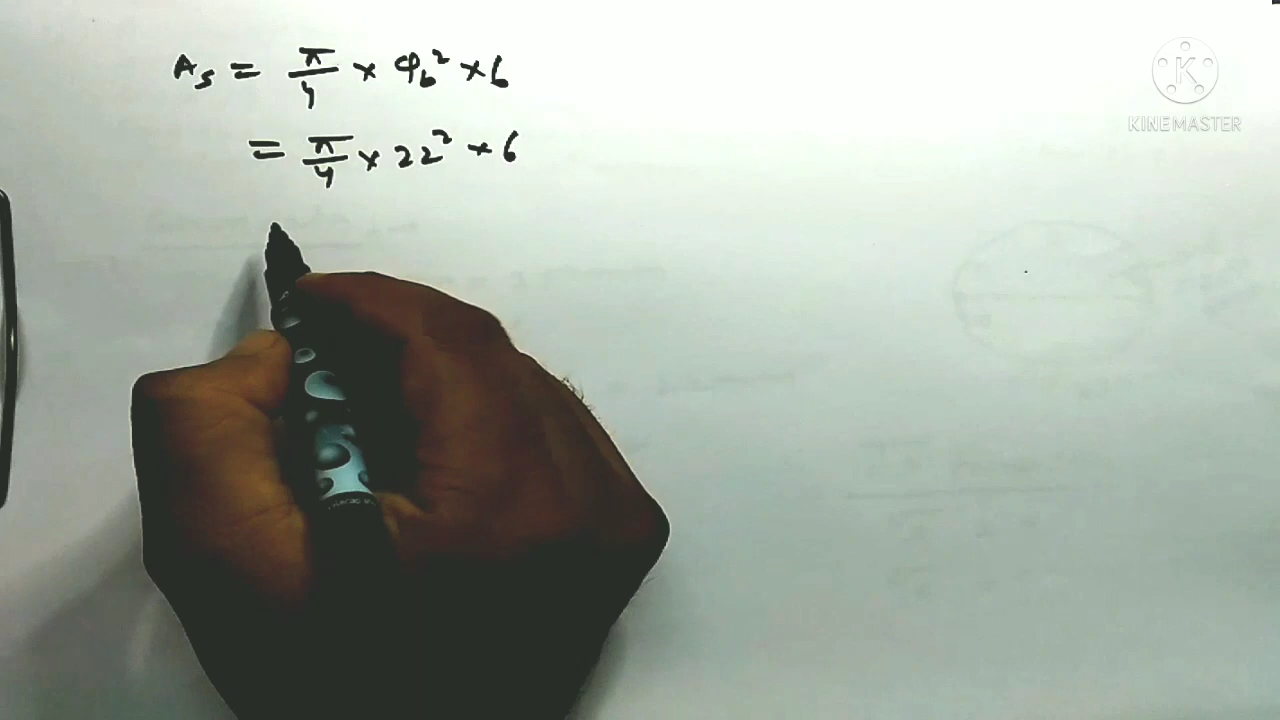 As = π/4 × φb² × 6
= π/4 × 22² × 6
K
KINEMASTER